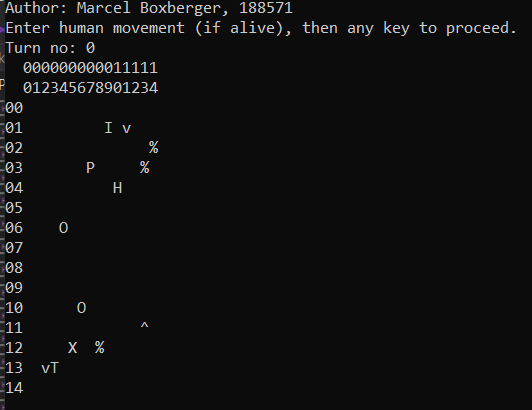 Author: Marcel Boxberger, 188571
Enter human movement (if alive), then any key to proceed.
Turn no: 0
  000000000011111
  012345678901234
00
01         I v
02              %
03       P     %
04          H
05
06    O
07
08
09
10      O
11             ^
12     X  %
13  vT
14